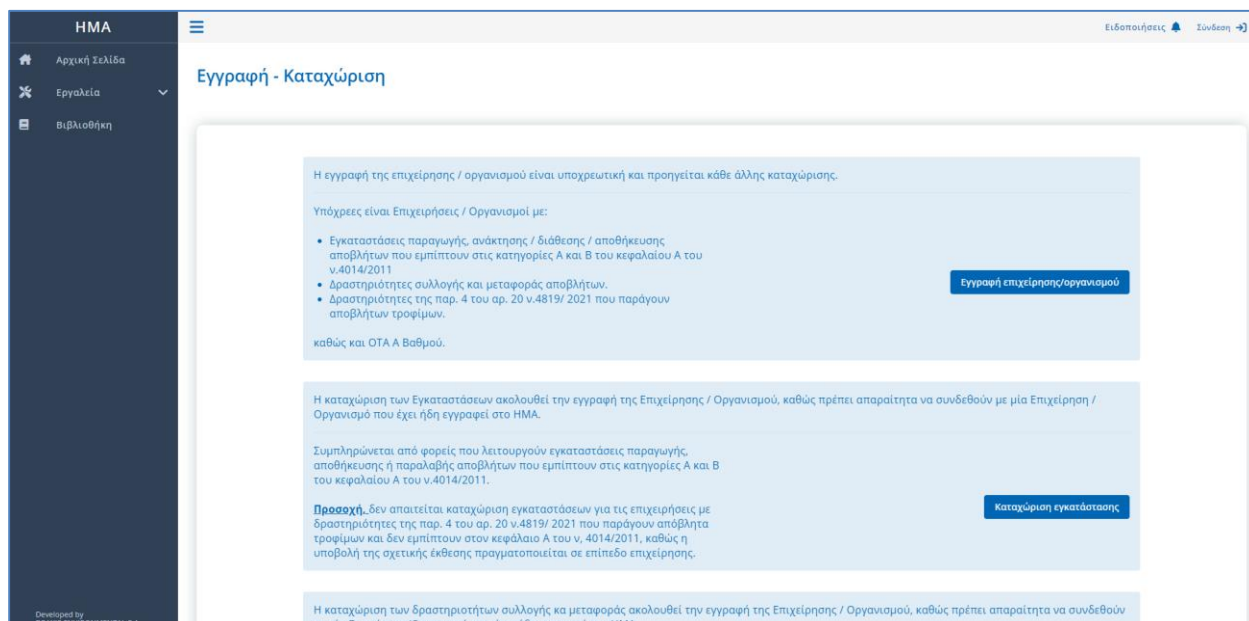 ΗΜΑ
Ειδοποιήσεις
Σύνδεση
Αρχική Σελίδα
Εργαλεία
Βιβλιοθήκη
Εγγραφή - Καταχώριση
Η εγγραφή της επιχείρησης / οργανισμού είναι υποχρεωτική και προηγείται κάθε άλλης καταχώρισης.
Υπόχρεες είναι Επιχειρήσεις / Οργανισμοί με:
• Εγκαταστάσεις παραγωγής, ανάκτησης / διάθεσης / αποθήκευσης
αποβλήτων που εμπίπτουν στις κατηγορίες Α και Β του κεφαλαίου Α του
ν.4014/2011
• Δραστηριότητες συλλογής και μεταφοράς αποβλήτων.
• Δραστηριότητες της παρ. 4 του αρ. 20 ν.4819/ 2021 που παράγουν
αποβλήτων τροφίμων.
καθώς και ΟΤΑ Α Βαθμού.
Εγγραφή επιχείρησης/οργανισμού
Η καταχώριση των Εγκαταστάσεων ακολουθεί την εγγραφή της Επιχείρησης / Οργανισμού, καθώς πρέπει απαραίτητα να συνδεθούν με μία Επιχείρηση /
Οργανισμό που έχει ήδη εγγραφεί στο ΗΜΑ.
Συμπληρώνεται από φορείς που λειτουργούν εγκαταστάσεις παραγωγής,
αποθήκευσης ή παραλαβής αποβλήτων που εμπίπτουν στις κατηγορίες Α και Β
του κεφαλαίου Α του ν.4014/2011.
Προσοχή, δεν απαιτείται καταχώριση εγκαταστάσεων για τις επιχειρήσεις με
δραστηριότητες της παρ. 4 του αρ. 20 ν.4819/ 2021 που παράγουν απόβλητα
τροφίμων και δεν εμπίπτουν στον κεφάλαιο Α του ν, 4014/2011, καθώς η
υποβολή της σχετικής έκθεσης πραγματοποιείται σε επίπεδο επιχείρησης.
Καταχώριση εγκατάστασης
Η καταχώριση των δραστηριοτήτων συλλογής κα μεταφοράς ακολουθεί την εγγραφή της Επιχείρησης / Οργανισμού, καθώς πρέπει απαραίτητα να συνδεθούν
Developed by